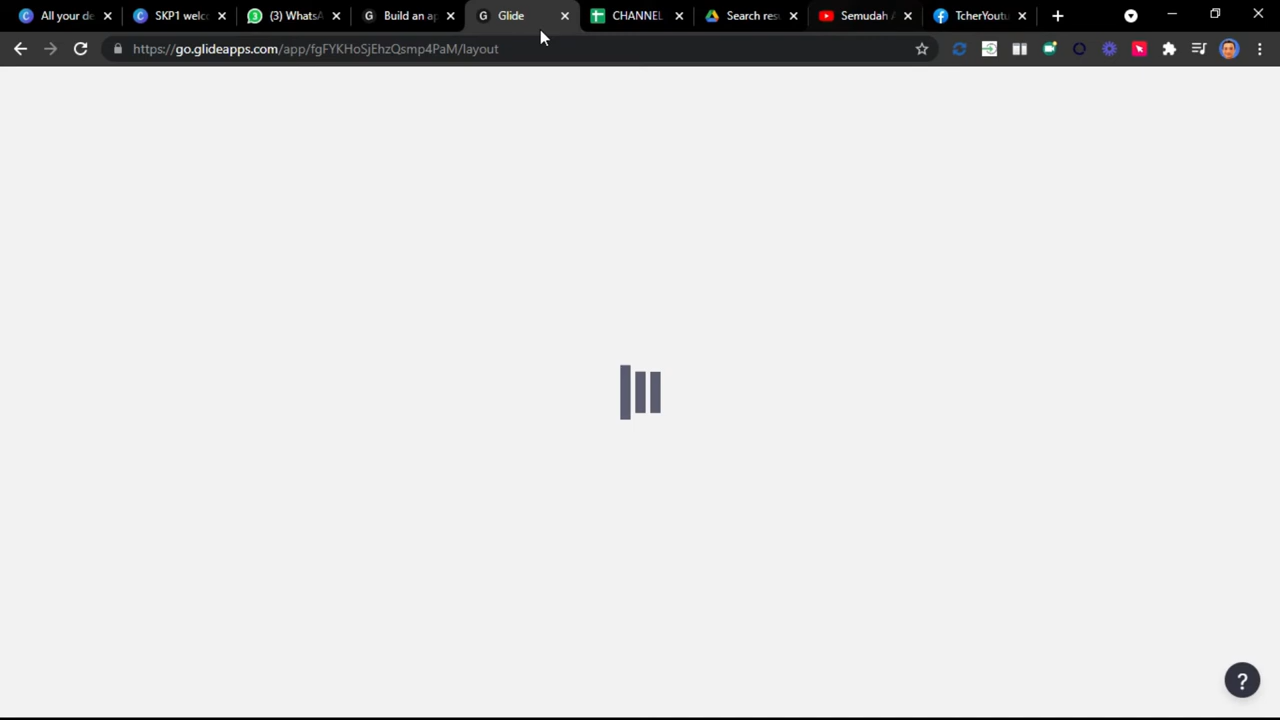 All your de
SKP1 welc
(3) WhatsA
Build an ap
Glide
CHANNEL
Search res
Semudah A
TcherYoutu
https://go.glideapps.com/app/fgFYKHoSjEhzQsmp4PaM/layout
?